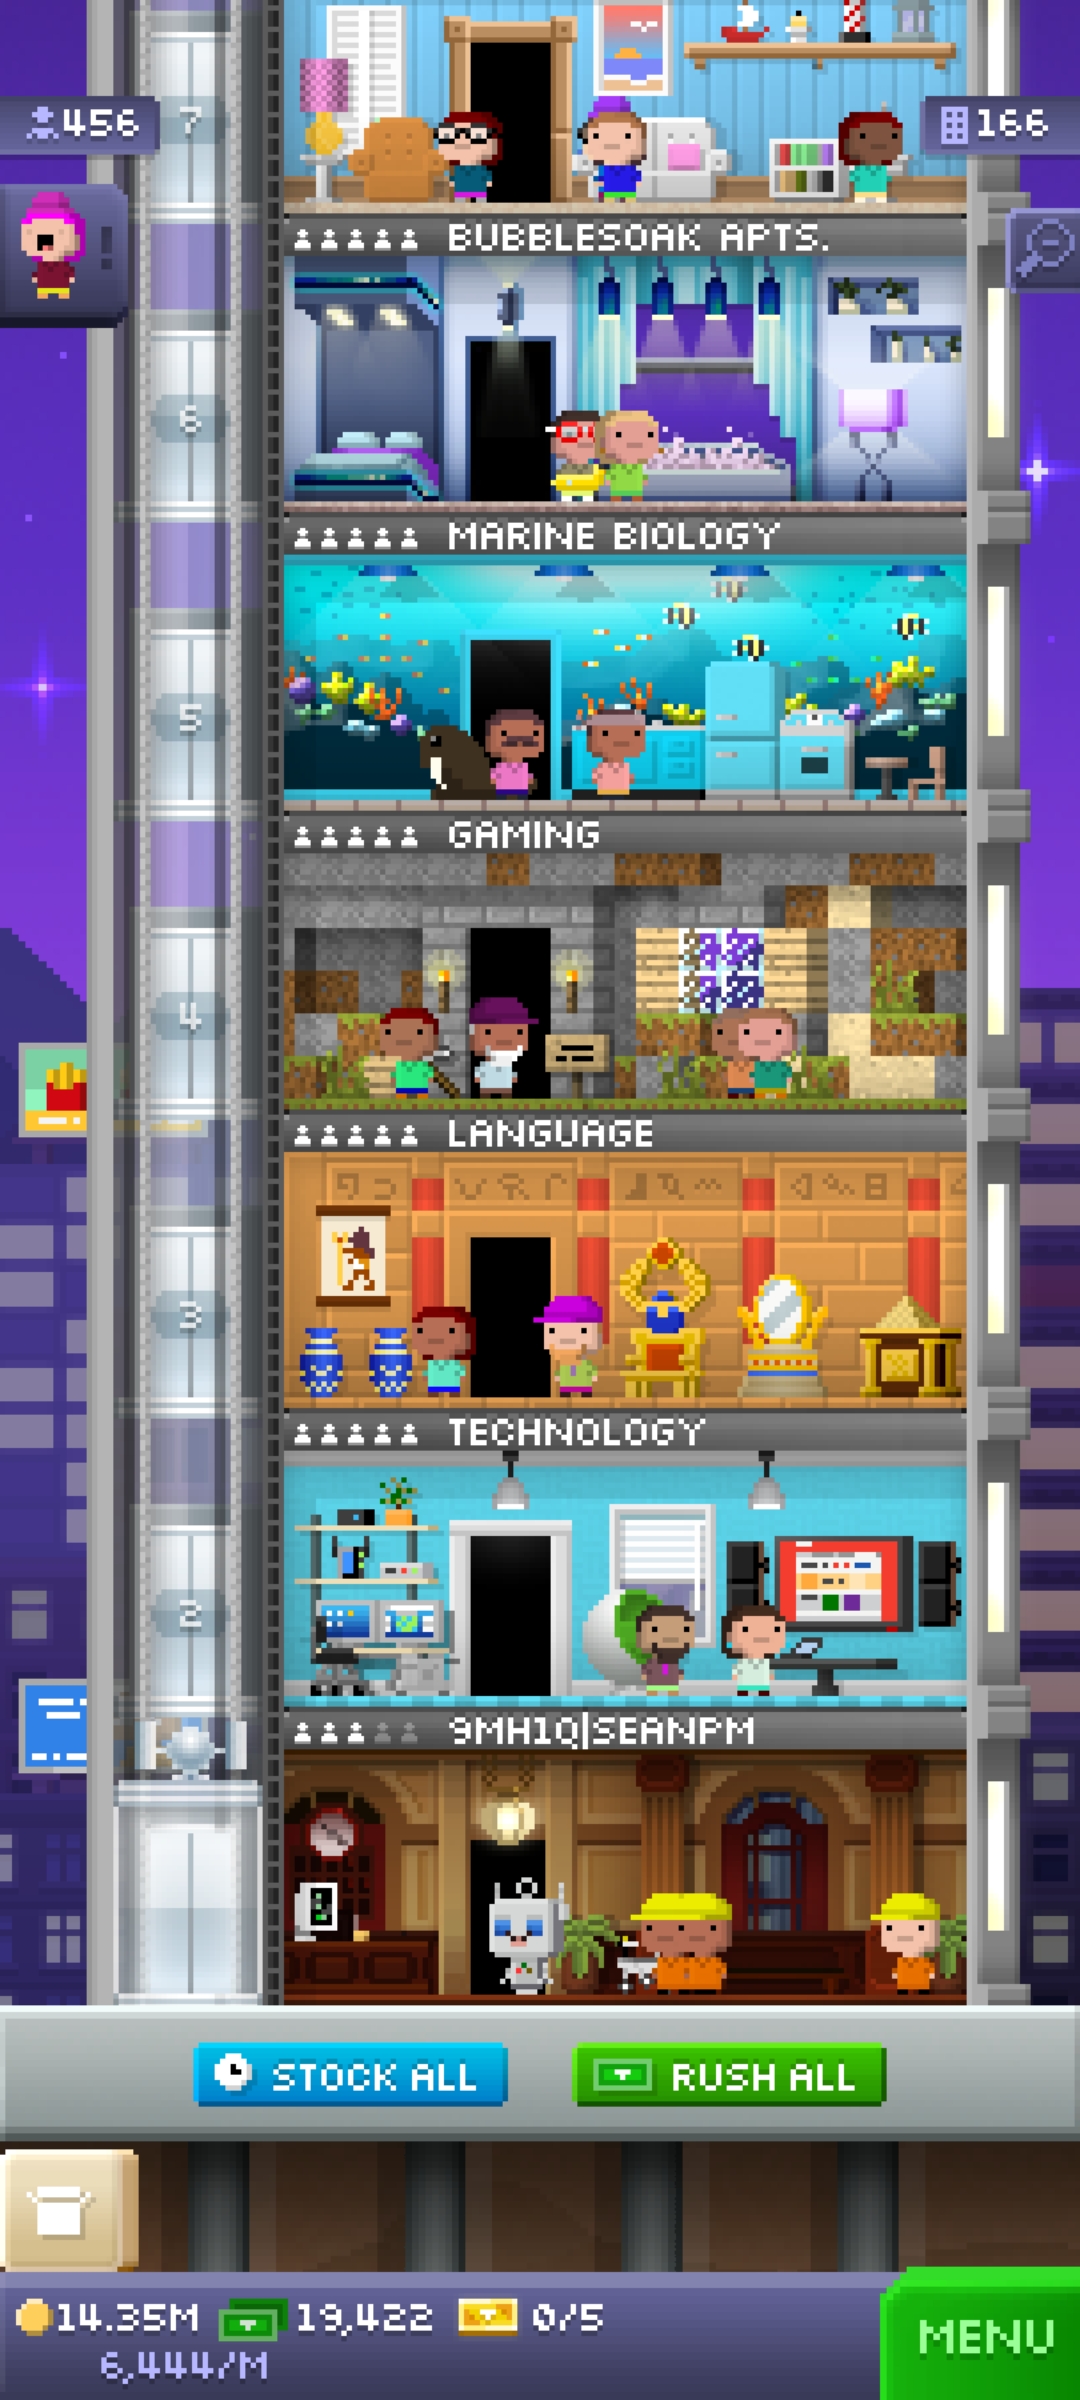 7
456
166
!
BUBBLESOAK APTS.
6
MARINE BIOLOGY
5
GAMING
4
LANGUAGE
3
TECHNOLOGY
2
9MH1Q|SEANPM
STOCK ALL
RUSH ALL
14.35M
19,422
0/5
6,444/M
MENU